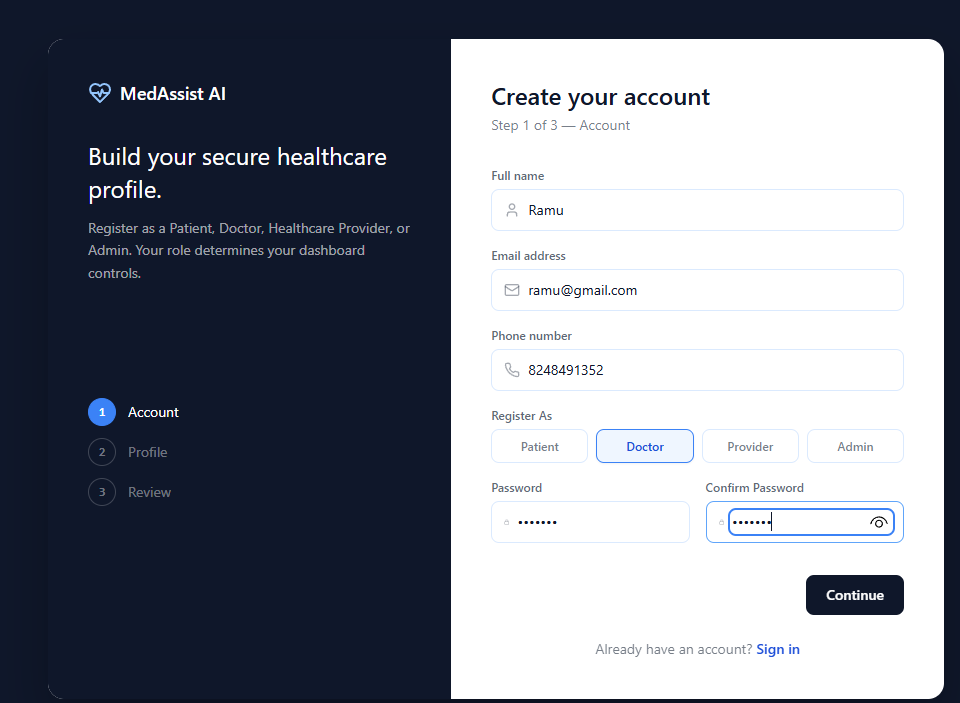 MedAssist AI
Build your secure healthcare
profile.
Register as a Patient, Doctor, Healthcare Provider, or
Admin. Your role determines your dashboard
controls.
1 Account
2 Profile
3 Review
Create your account
Step 1 of 3 — Account
Full name
Ramu
Email address
ramu@gmail.com
Phone number
8248491352
Register As
Patient Doctor Provider Admin
Password Confirm Password
••••••• •••••••
Continue
Already have an account? Sign in